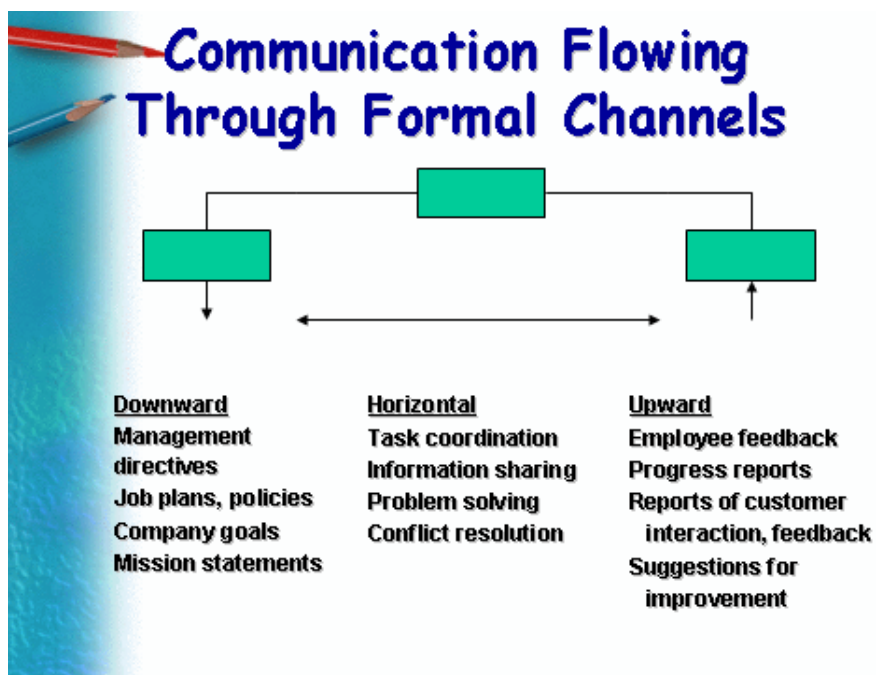 Communication Flowing
Through Formal Channels
Downward
Management
directives
Job plans, policies
Company goals
Mission statements
Horizontal
Task coordination
Information sharing
Problem solving
Conflict resolution
Upward
Employee feedback
Progress reports
Reports of customer
interaction, feedback
Suggestions for
improvement